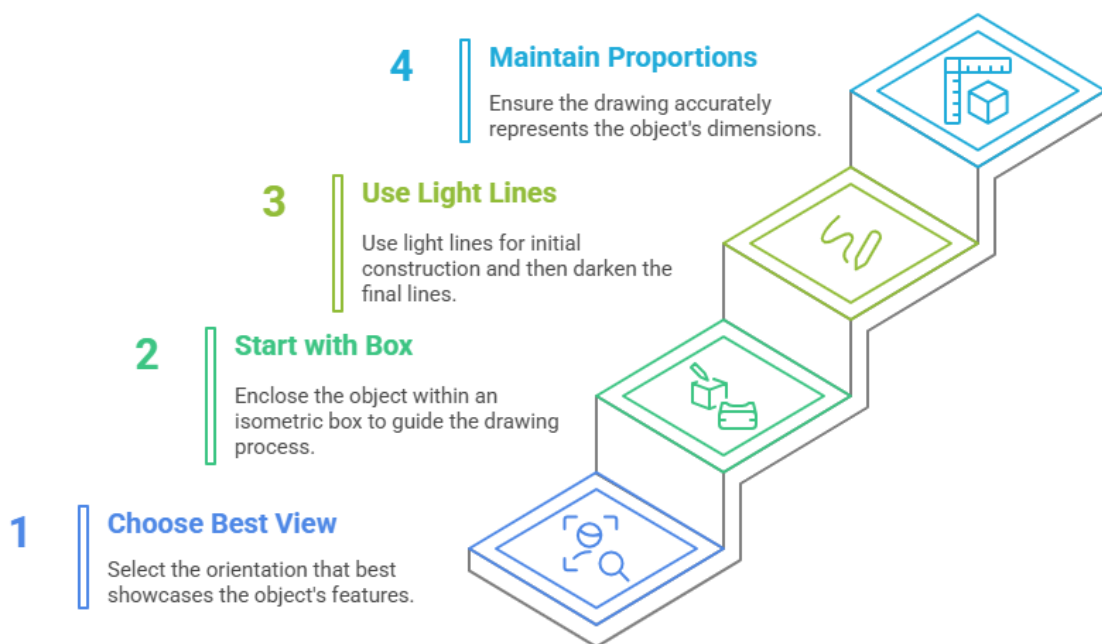 4
Maintain Proportions
Ensure the drawing accurately
represents the object's dimensions.
3
Use Light Lines
Use light lines for initial
construction and then darken the
final lines.
2
Start with Box
Enclose the object within an
isometric box to guide the drawing
process.
1
Choose Best View
Select the orientation that best
showcases the object's features.